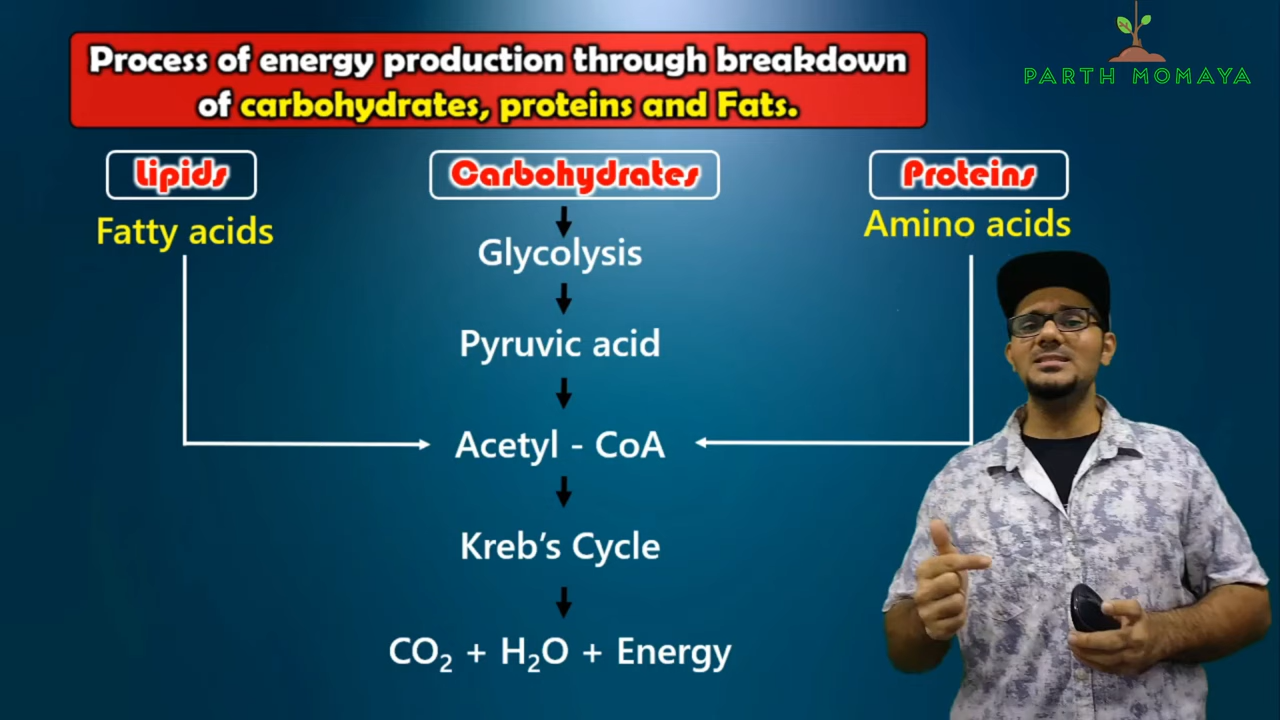 Process of energy production through breakdown
of carbohydrates, proteins and Fats.
PARTH MOMAYA
Lipids
Carbohydrates
Proteins
Fatty acids
Amino acids
Glycolysis
Pyruvic acid
Acetyl - CoA
Kreb's Cycle
CO₂ + H₂O + Energy